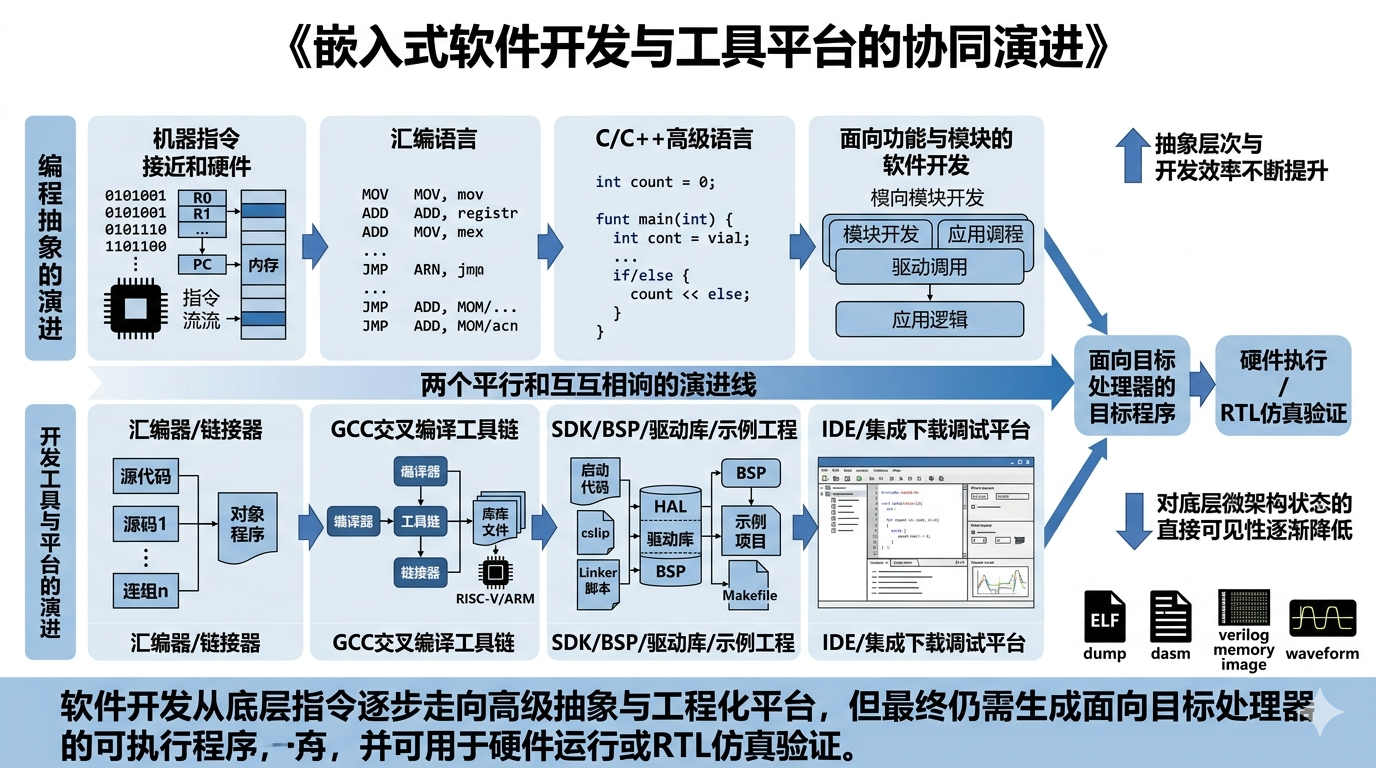 《嵌入式软件开发与工具平台的协同演进》
编程抽象的演进
机器指令
接近和硬件
0101001
0101001
0101110
1101100
R0
R1
...
PC
内存
指令
流流
汇编语言
MOV MOV, mov
ADD ADD, registr
ADD MOV, mex
...
JMP ARN, jmp
...
JMP ADD, MOM/...
JMP ADD, MOM/acn
C/C++高级语言
int count = 0;
funt main(int) {
int cont = vial;
...
if/else {
count << else;
}
}
面向功能与模块的
软件开发
向模块开发
模块开发
应用调程
驱动调用
应用逻辑
抽象层次与
开发效率不断提升
两个平行和互互相询的演进线
面向目标
处理器的
目标程序
硬件执行
/
RTL仿真验证
开发工具与平台的演进
汇编器/链接器
源代码
源码1
连组n
对象
程序
汇编器/链接器
GCC交叉编译工具链
编译器
编译器
工具链
链接器
库库
文件
RISC-V/ARM
GCC交叉编译工具链
SDK/BSP/驱动库/示例工程
启动
代码
cslip
Linker
脚本
HAL
驱动库
BSP
BSP
示例
项目
Makefile
SDK/BSP/驱动库/示例工程
IDE/集成下载调试平台
IDE/集成下载调试平台
对底层微架构状态的
直接可见性逐渐降低
ELF
dump
dasm
verilog
memory
image
waveform
软件开发从底层指令逐步走向高级抽象与工程化平台，但最终仍需生成面向目标处理器
的可执行程序，并可用于硬件运行或RTL仿真验证。